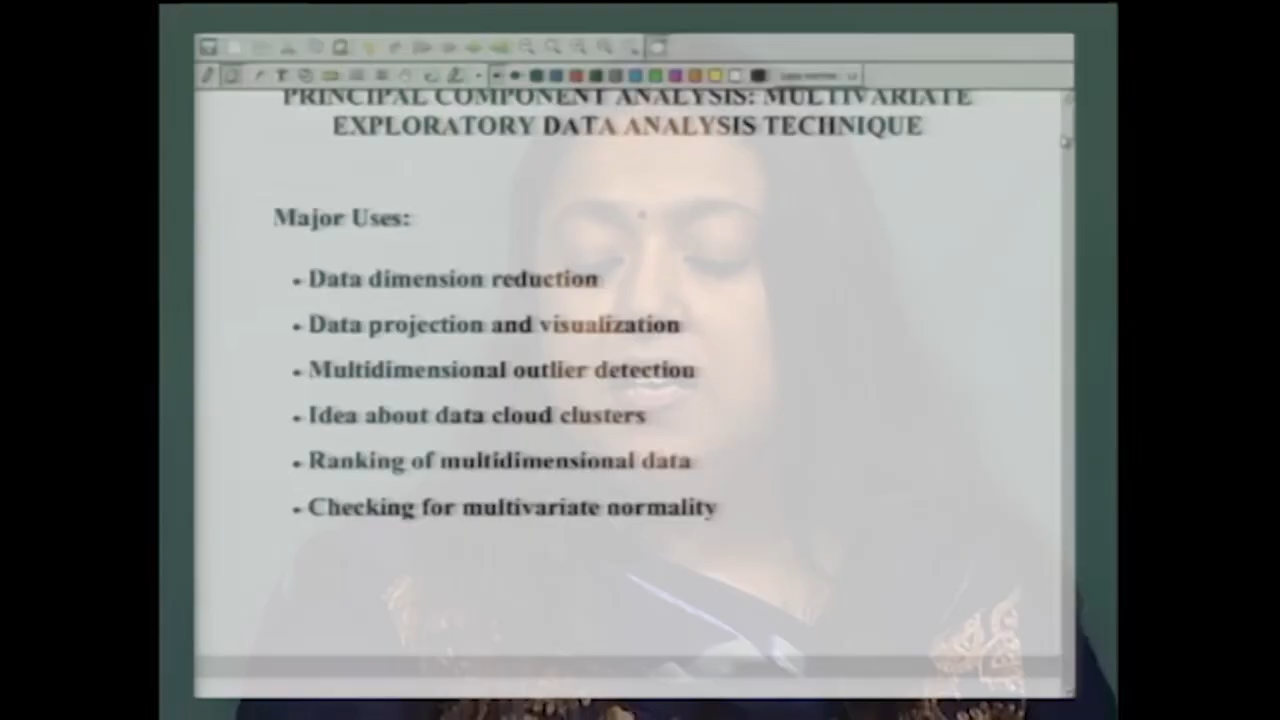 PRINCIPAL COMPONENT ANALYSIS: MULTIVARIATE
EXPLORATORY DATA ANALYSIS TECHNIQUE
Major Uses:
• Data dimension reduction
• Data projection and visualization
• Multidimensional outlier detection
• Idea about data cloud clusters
• Ranking of multidimensional data
• Checking for multivariate normality